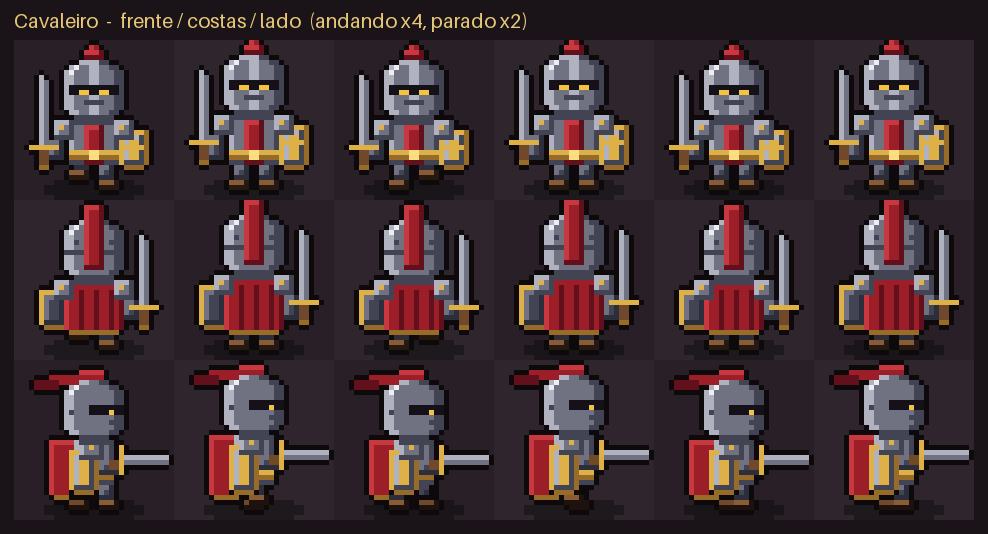 Cavaleiro - frente / costas / lado (andando x4, parado x2)